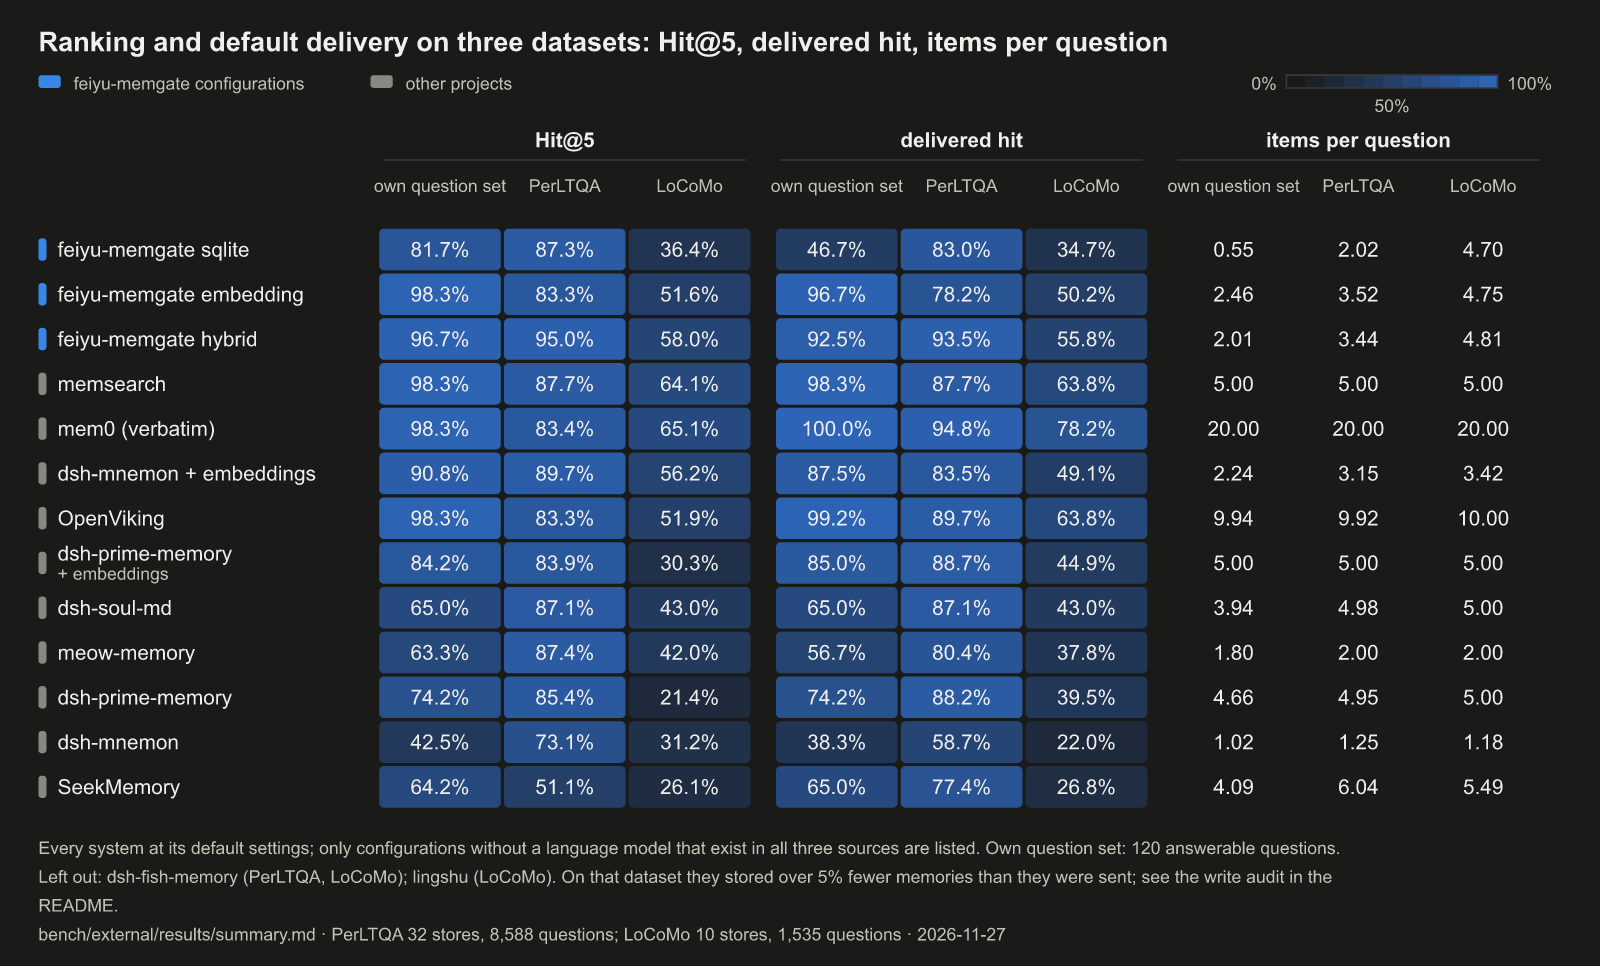 Ranking and default delivery on three datasets: Hit@5, delivered hit, items per question
feiyu-memgate configurations other projects 0% 100%
50%
Hit@5 delivered hit items per question
own question set PerLTQA LoCoMo own question set PerLTQA LoCoMo own question set PerLTQA LoCoMo
feiyu-memgate sqlite 81.7% 87.3% 36.4% 46.7% 83.0% 34.7% 0.55 2.02 4.70
feiyu-memgate embedding 98.3% 83.3% 51.6% 96.7% 78.2% 50.2% 2.46 3.52 4.75
feiyu-memgate hybrid 96.7% 95.0% 58.0% 92.5% 93.5% 55.8% 2.01 3.44 4.81
memsearch 98.3% 87.7% 64.1% 98.3% 87.7% 63.8% 5.00 5.00 5.00
mem0 (verbatim) 98.3% 83.4% 65.1% 100.0% 94.8% 78.2% 20.00 20.00 20.00
dsh-mnemon + embeddings 90.8% 89.7% 56.2% 87.5% 83.5% 49.1% 2.24 3.15 3.42
OpenViking 98.3% 83.3% 51.9% 99.2% 89.7% 63.8% 9.94 9.92 10.00
dsh-prime-memory 84.2% 83.9% 30.3% 85.0% 88.7% 44.9% 5.00 5.00 5.00
+ embeddings
dsh-soul-md 65.0% 87.1% 43.0% 65.0% 87.1% 43.0% 3.94 4.98 5.00
meow-memory 63.3% 87.4% 42.0% 56.7% 80.4% 37.8% 1.80 2.00 2.00
dsh-prime-memory 74.2% 85.4% 21.4% 74.2% 88.2% 39.5% 4.66 4.95 5.00
dsh-mnemon 42.5% 73.1% 31.2% 38.3% 58.7% 22.0% 1.02 1.25 1.18
SeekMemory 64.2% 51.1% 26.1% 65.0% 77.4% 26.8% 4.09 6.04 5.49
Every system at its default settings; only configurations without a language model that exist in all three sources are listed. Own question set: 120 answerable questions.
Left out: dsh-fish-memory (PerLTQA, LoCoMo); lingshu (LoCoMo). On that dataset they stored over 5% fewer memories than they were sent; see the write audit in the
README.
bench/external/results/summary.md · PerLTQA 32 stores, 8,588 questions; LoCoMo 10 stores, 1,535 questions · 2026-11-27